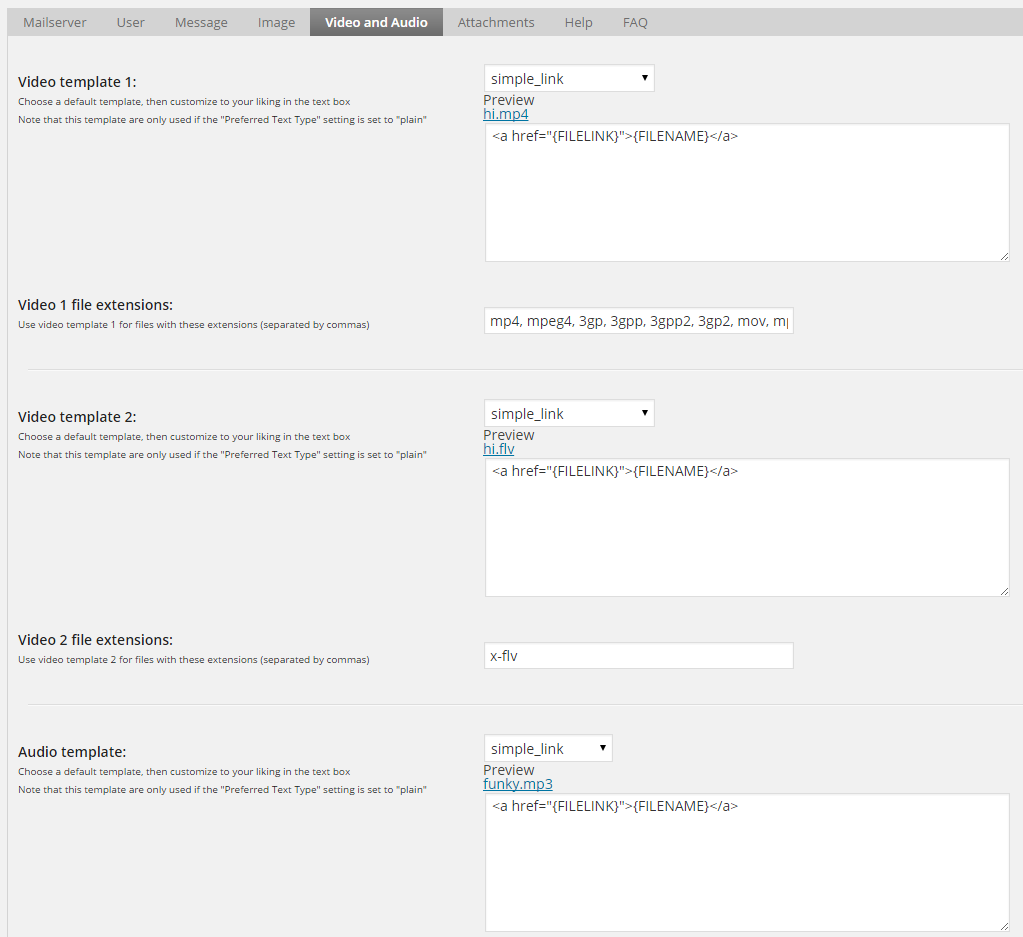 Mailserver User Message Image Video and Audio Attachments Help FAQ
Video template 1:
Choose a default template, then customize to your liking in the text box
Note that this template are only used if the "Preferred Text Type" setting is set to "plain"
simple_link
Preview
hi.mp4
<a href="{FILELINK}">{FILENAME}</a>
Video 1 file extensions:
Use video template 1 for files with these extensions (separated by commas)
mp4, mpeg4, 3gp, 3gpp, 3gpp2, 3gp2, mov, m
Video template 2:
Choose a default template, then customize to your liking in the text box
Note that this template are only used if the "Preferred Text Type" setting is set to "plain"
simple_link
Preview
hi.flv
<a href="{FILELINK}">{FILENAME}</a>
Video 2 file extensions:
Use video template 2 for files with these extensions (separated by commas)
x-flv
Audio template:
Choose a default template, then customize to your liking in the text box
Note that this template are only used if the "Preferred Text Type" setting is set to "plain"
simple_link
Preview
funky.mp3
<a href="{FILELINK}">{FILENAME}</a>